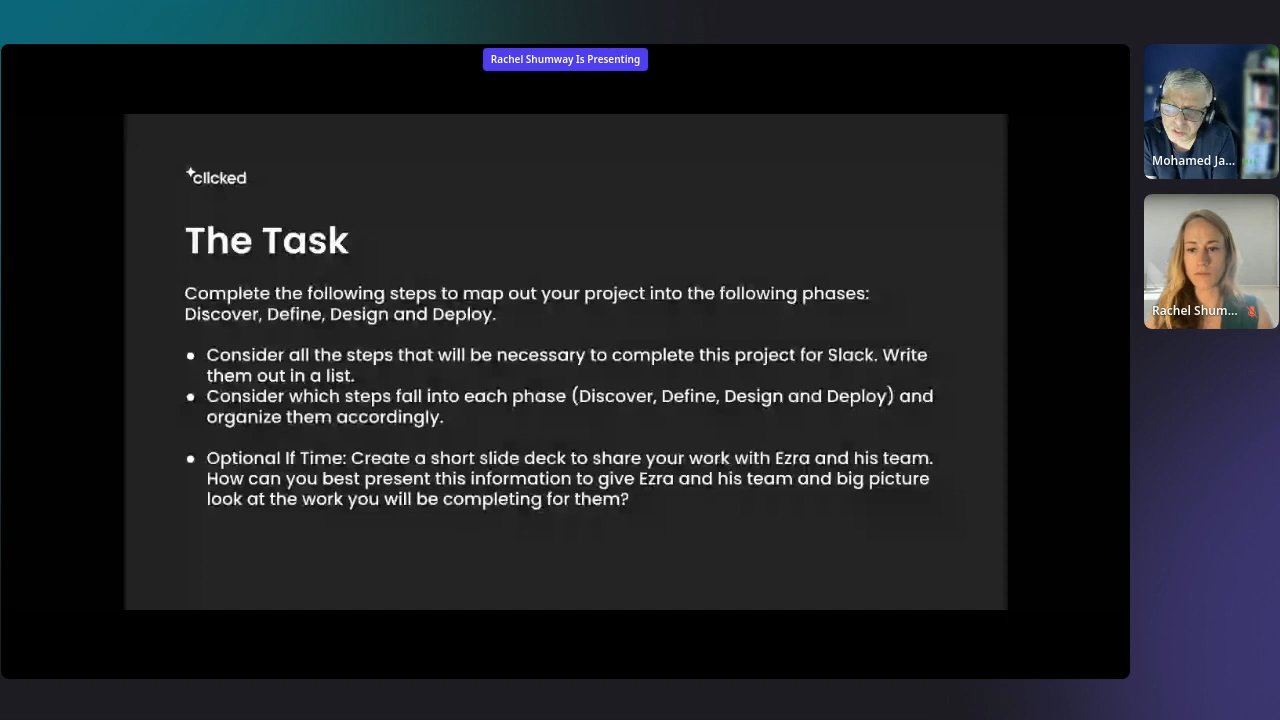 Rachel Shumway Is Presenting
clicked
The Task
Complete the following steps to map out your project into the following phases:
Discover, Define, Design and Deploy.
● Consider all the steps that will be necessary to complete this project for Slack. Write
them out in a list.
● Consider which steps fall into each phase (Discover, Define, Design and Deploy) and
organize them accordingly.
● Optional If Time: Create a short slide deck to share your work with Ezra and his team.
How can you best present this information to give Ezra and his team and big picture
look at the work you will be completing for them?
Mohamed Ja...
Rachel Shum...